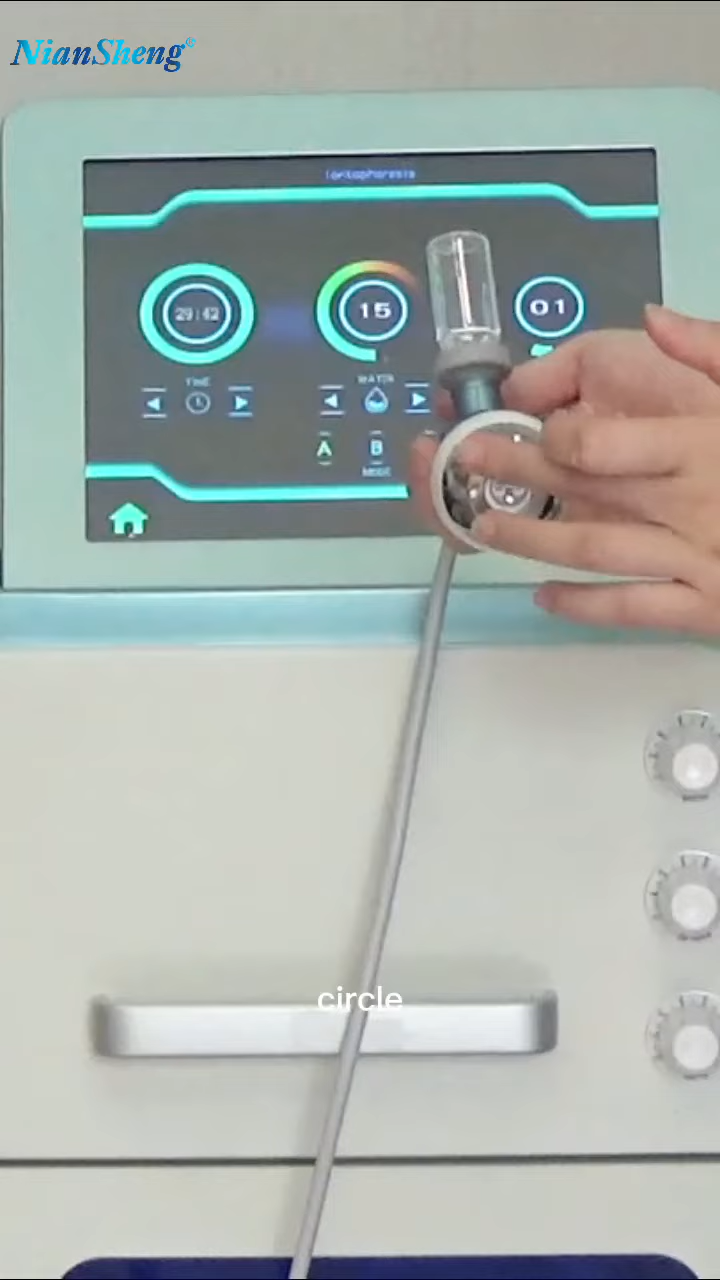 NianSheng®
Iontophoresis
29:42
15
01
TIME
WATER
A
B
MODE
circle